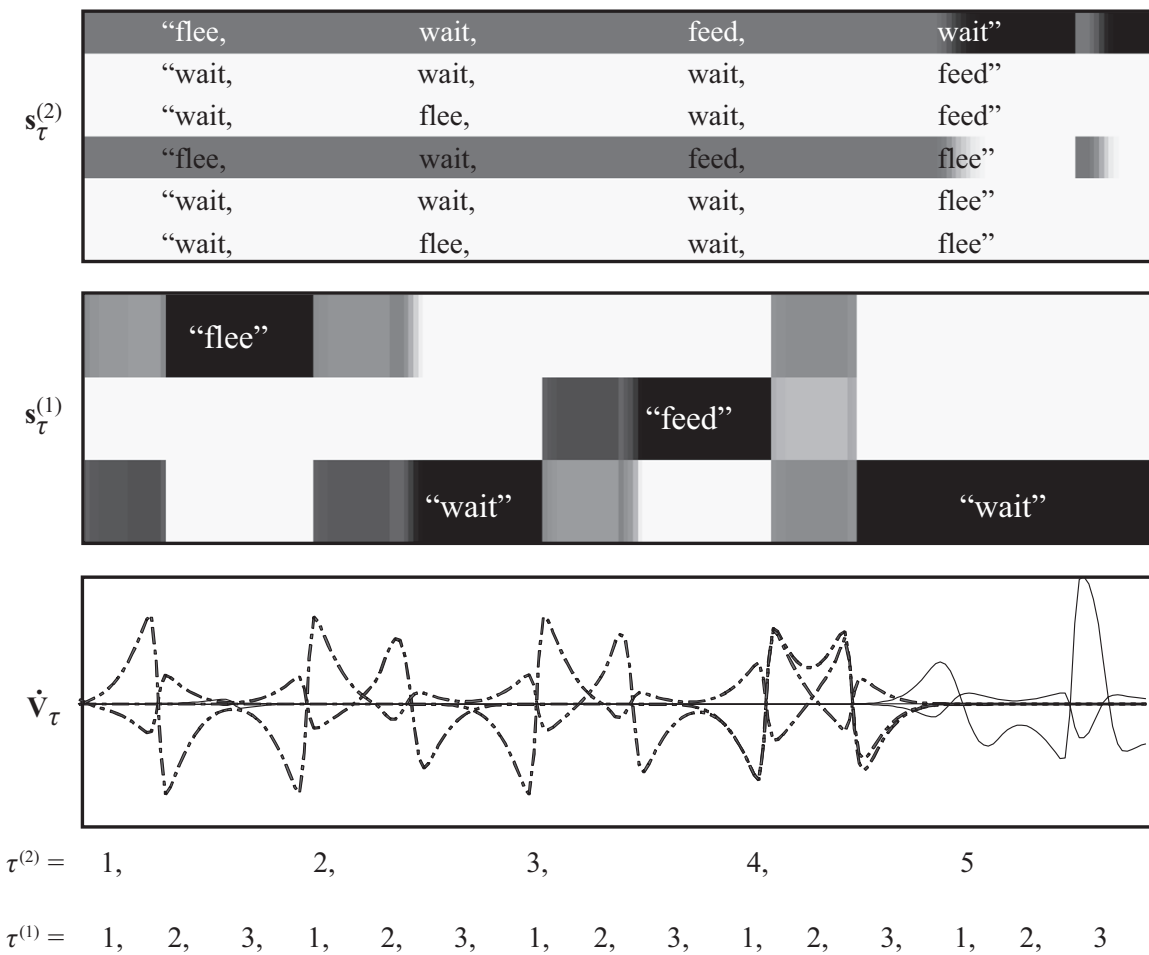 “flee, wait, feed, wait”
“wait, wait, wait, feed”
s_τ^(2) “wait, flee, wait, feed”
“flee, wait, feed, flee”
“wait, wait, wait, flee”
“wait, flee, wait, flee”
“flee”
s_τ^(1) “feed”
“wait” “wait”
V̇_τ
τ^(2) = 1, 2, 3, 4, 5
τ^(1) = 1, 2, 3, 1, 2, 3, 1, 2, 3, 1, 2, 3, 1, 2, 3